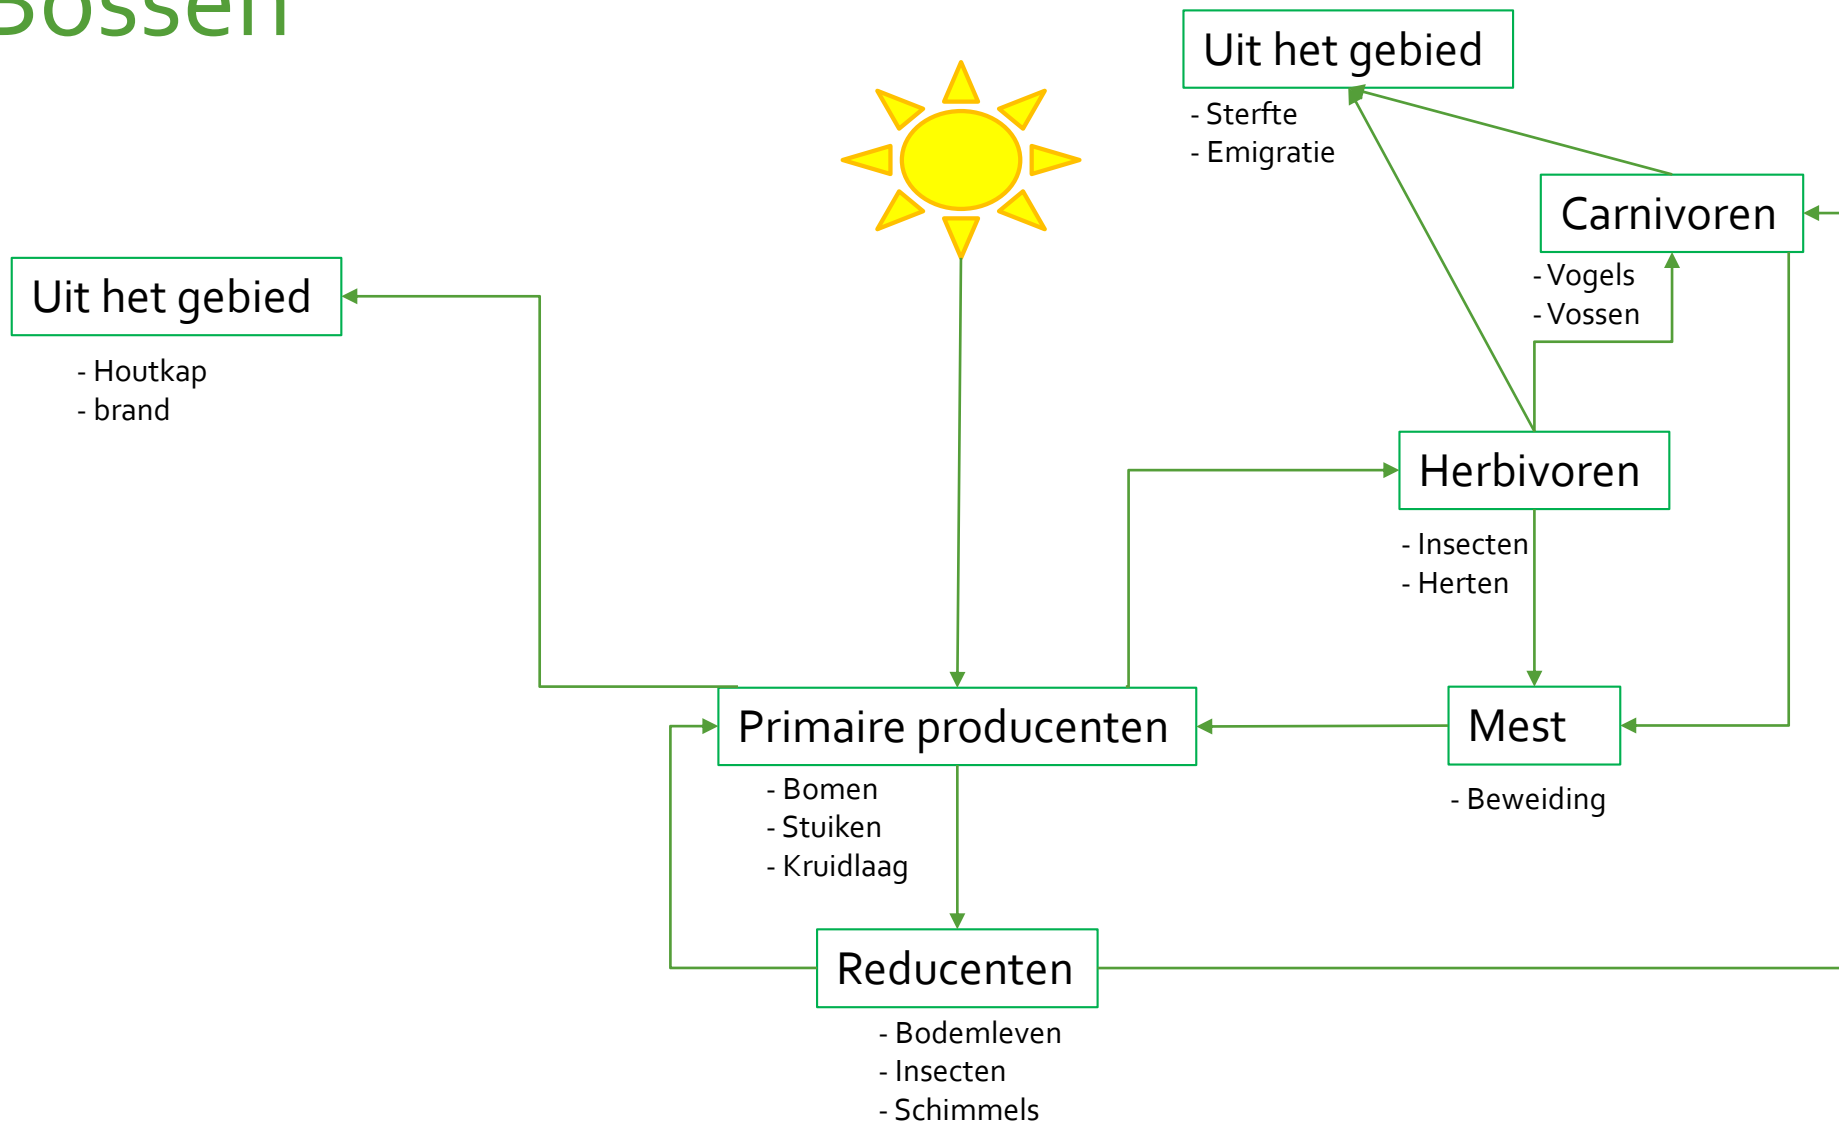 Bossen
Uit het gebied
- Sterfte
- Emigratie
Carnivoren
- Vogels
- Vossen
Uit het gebied
- Houtkap
- brand
Herbivoren
- Insecten
- Herten
Primaire producenten
- Bomen
- Stuiken
- Kruidlaag
Mest
- Beweiding
Reducenten
- Bodemleven
- Insecten
- Schimmels